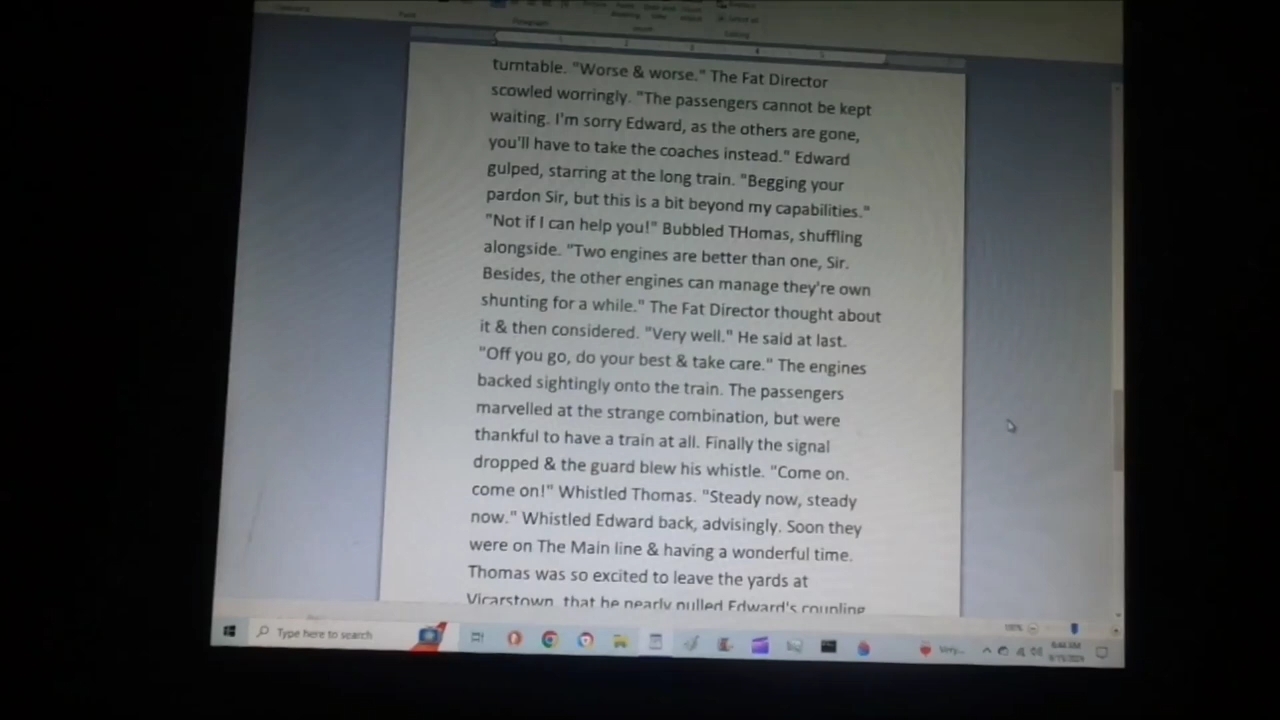 Paragraph
Editing
turntable. "Worse & worse." The Fat Director
scowled worringly. "The passengers cannot be kept
waiting. I'm sorry Edward, as the others are gone,
you'll have to take the coaches instead." Edward
gulped, starring at the long train. "Begging your
pardon Sir, but this is a bit beyond my capabilities."
"Not if I can help you!" Bubbled THomas, shuffling
alongside. "Two engines are better than one, Sir.
Besides, the other engines can manage they're own
shunting for a while." The Fat Director thought about
it & then considered. "Very well." He said at last.
"Off you go, do your best & take care." The engines
backed sightingly onto the train. The passengers
marvelled at the strange combination, but were
thankful to have a train at all. Finally the signal
dropped & the guard blew his whistle. "Come on.
come on!" Whistled Thomas. "Steady now, steady
now." Whistled Edward back, advisingly. Soon they
were on The Main line & having a wonderful time.
Thomas was so excited to leave the yards at
Vicarstown, that he nearly pulled Edward's coupling
100%
Type here to search
Very...